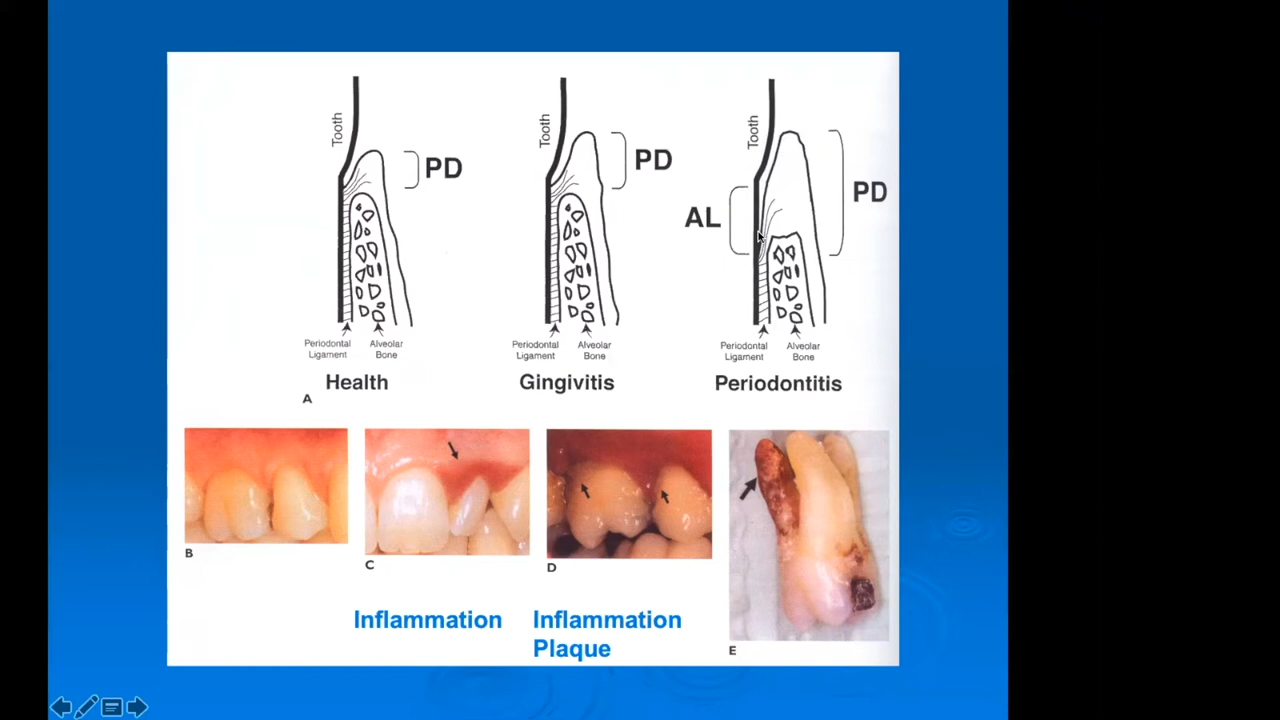 Tooth
PD
Periodontal
Ligament
Alveolar
Bone
Health
A
Tooth
PD
Periodontal
Ligament
Alveolar
Bone
Gingivitis
Tooth
AL
PD
Periodontal
Ligament
Alveolar
Bone
Periodontitis
B
C
D
E
Inflammation
Inflammation
Plaque